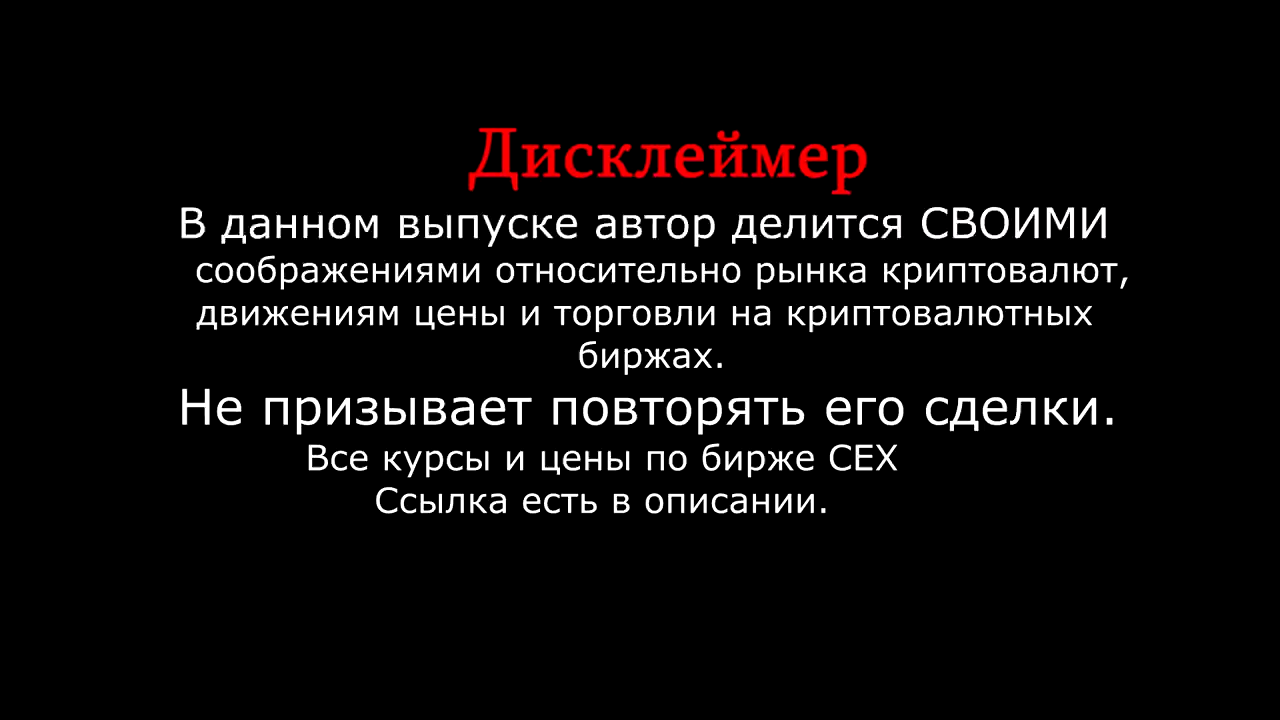 Дисклеймер
В данном выпуске автор делится СВОИМИ
соображениями относительно рынка криптовалют,
движениям цены и торговли на криптовалютных
биржах.
Не призывает повторять его сделки.
Все курсы и цены по бирже CEX
Ссылка есть в описании.